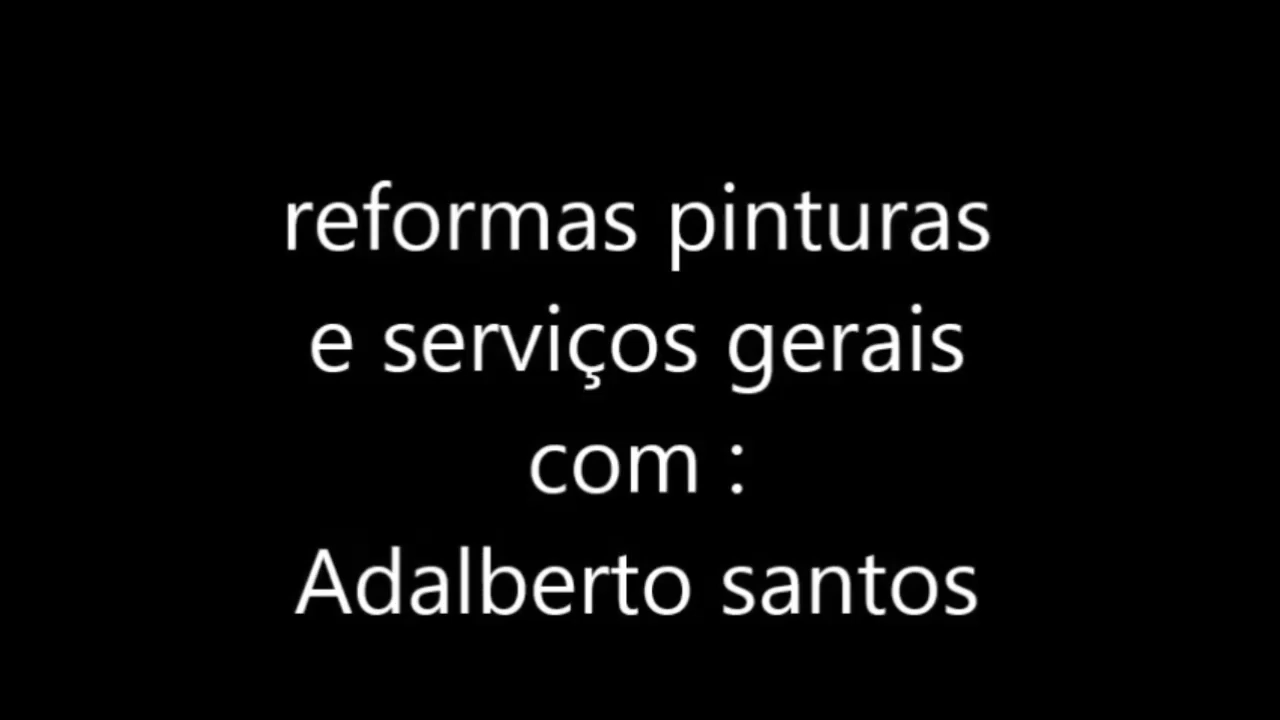 reformas pinturas
e serviços gerais
com :
Adalberto santos